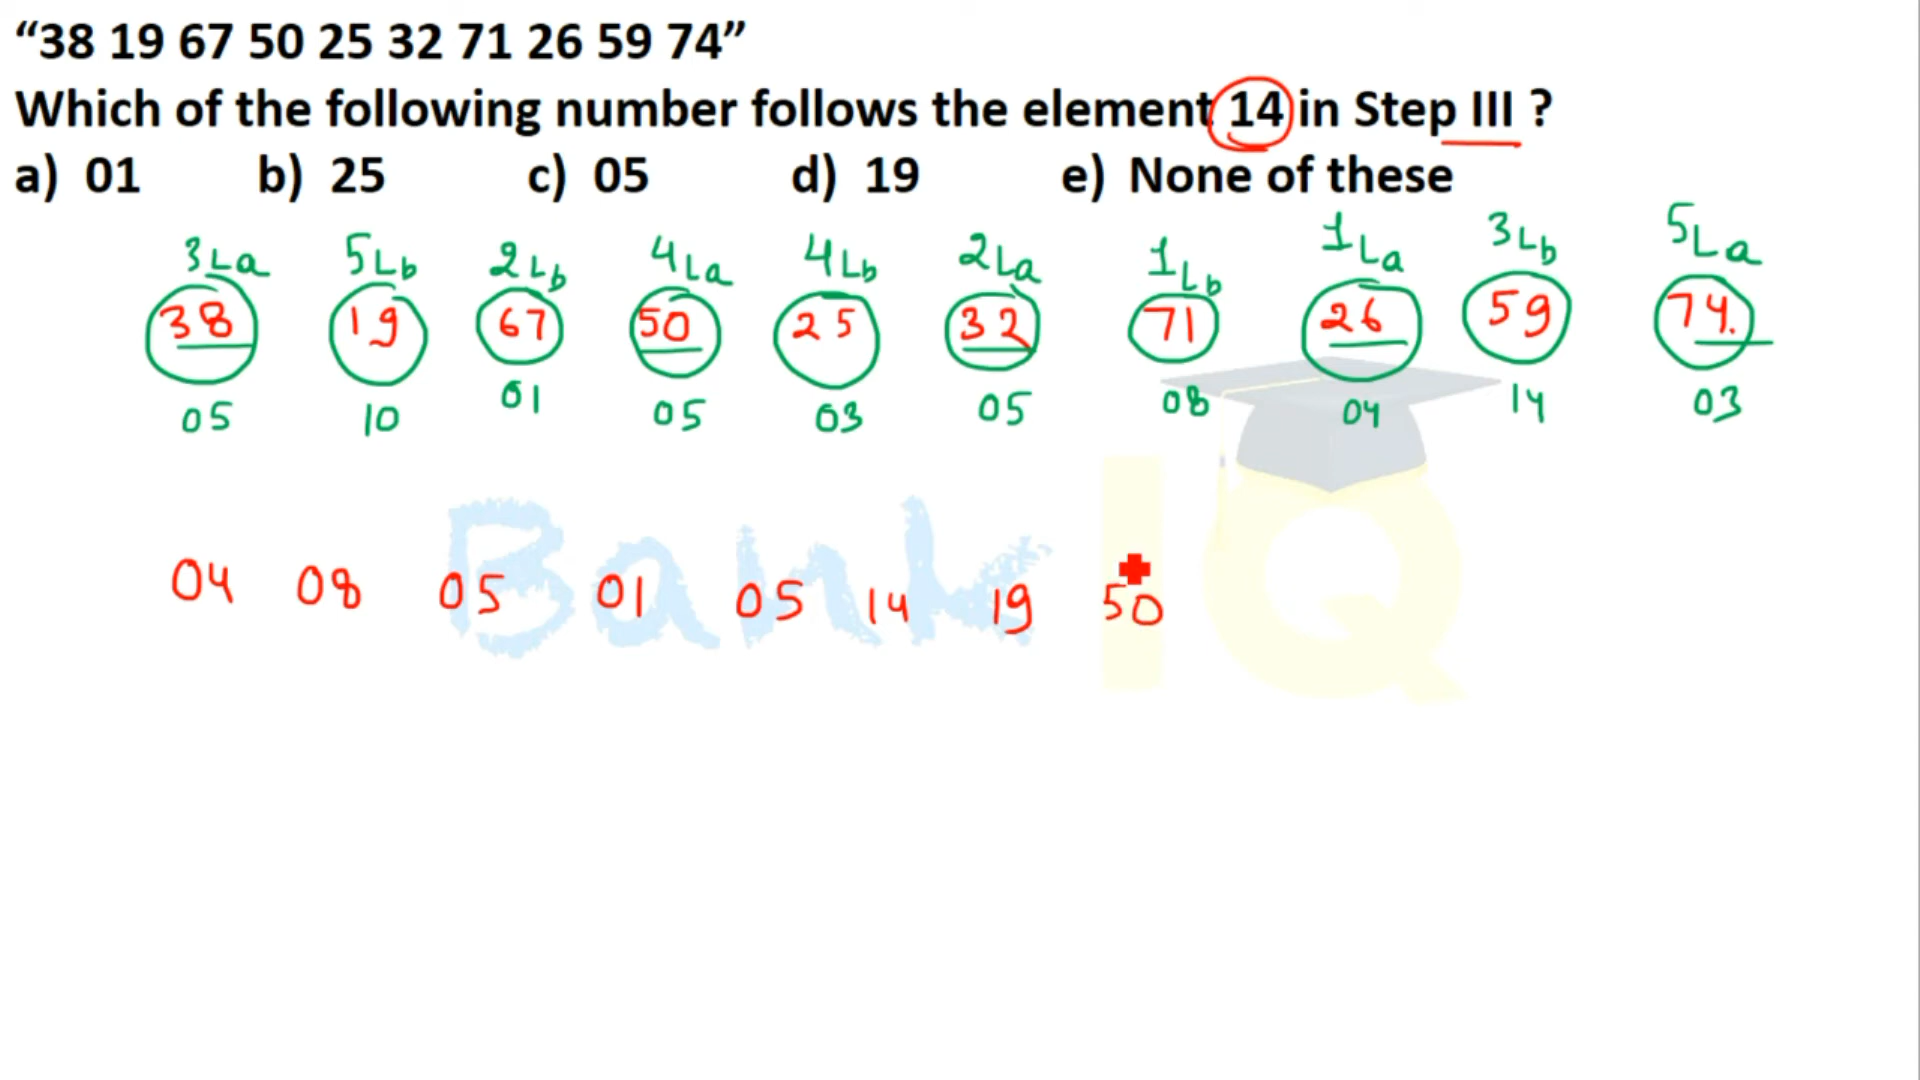 “38 19 67 50 25 32 71 26 59 74”
Which of the following number follows the element 14 in Step III ?
a) 01 b) 25 c) 05 d) 19 e) None of these
3La 5Lb 2Lb 4La 4Lb 2La 1Lb 1La 3Lb 5La
38 19 67 50 25 32 71 26 59 74.
05 10 01 05 03 05 08 04 14 03
Bank IQ
04 08 05 01 05 14 19 50